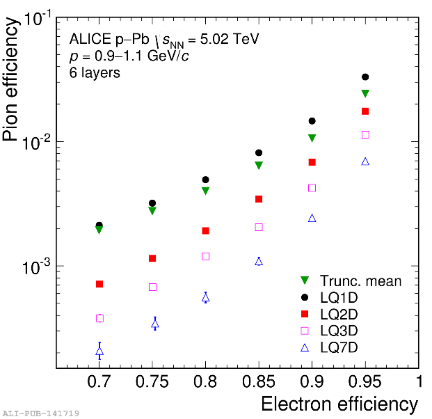 ALICE p–Pb √sNN = 5.02 TeV
p = 0.9–1.1 GeV/c
6 layers
Pion efficiency
10⁻¹
10⁻²
10⁻³
Trunc. mean
LQ1D
LQ2D
LQ3D
LQ7D
0.7 0.75 0.8 0.85 0.9 0.95 1
Electron efficiency
ALI-PUB-141719